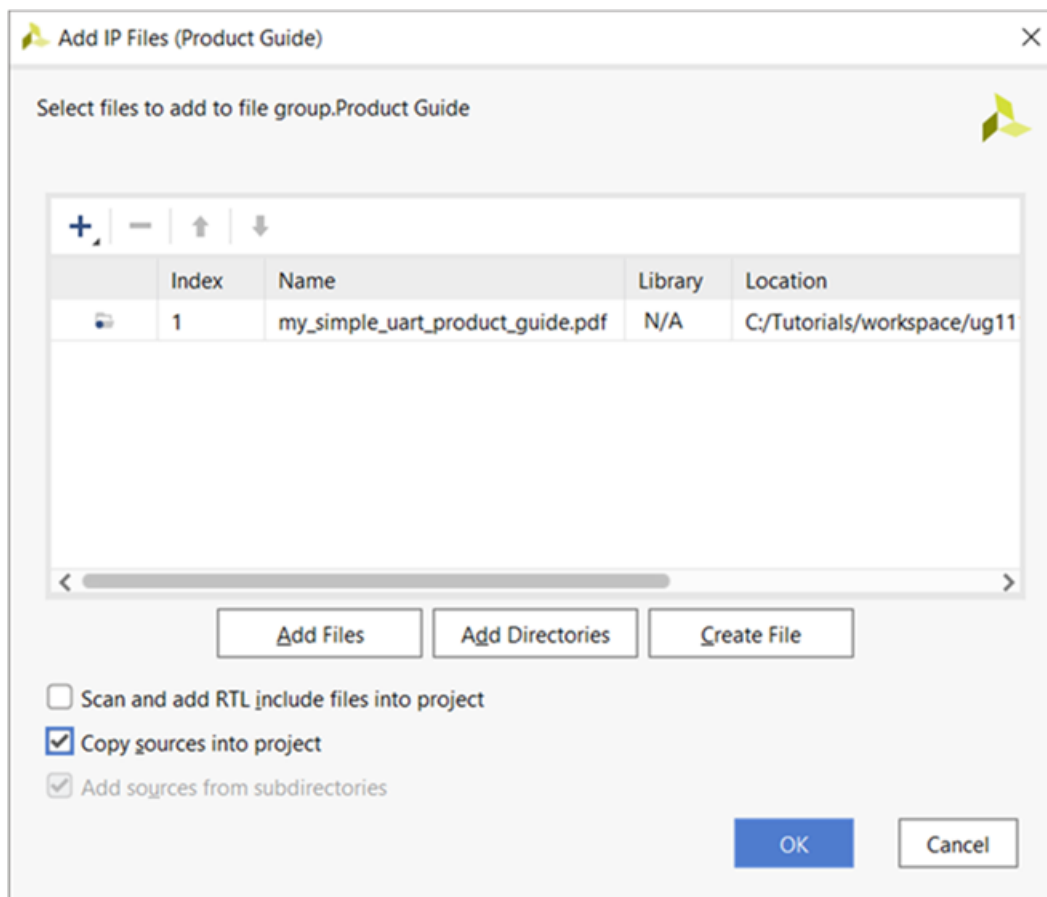 Add IP Files (Product Guide)
Select files to add to file group.Product Guide
Index Name Library Location
1 my_simple_uart_product_guide.pdf N/A C:/Tutorials/workspace/ug11
Add Files Add Directories Create File
Scan and add RTL include files into project
Copy sources into project
Add sources from subdirectories
OK Cancel